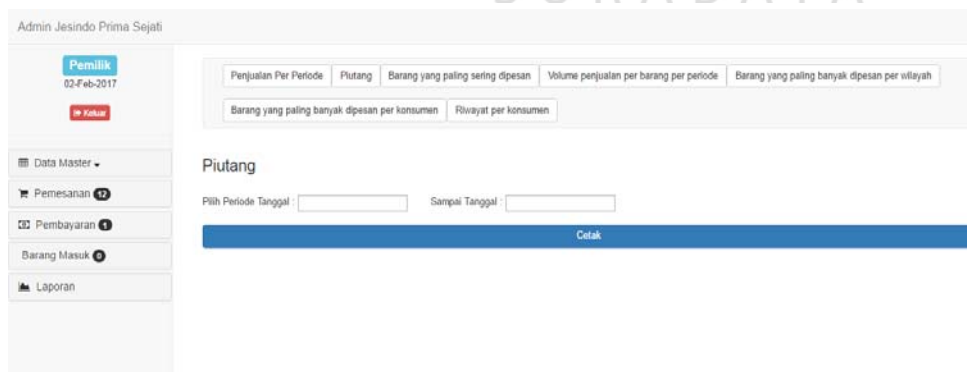 Admin Jesindo Prima Sejati
Pemilik
02-Feb-2017
Keluar
Data Master
Pemesanan 12
Pembayaran 1
Barang Masuk 0
Laporan
Penjualan Per Periode Piutang Barang yang paling sering dipesan Volume penjualan per barang per periode Barang yang paling banyak dipesan per wilayah
Barang yang paling banyak dipesan per konsumen Riwayat per konsumen
Piutang
Pilih Periode Tanggal : Sampai Tanggal :
Cetak